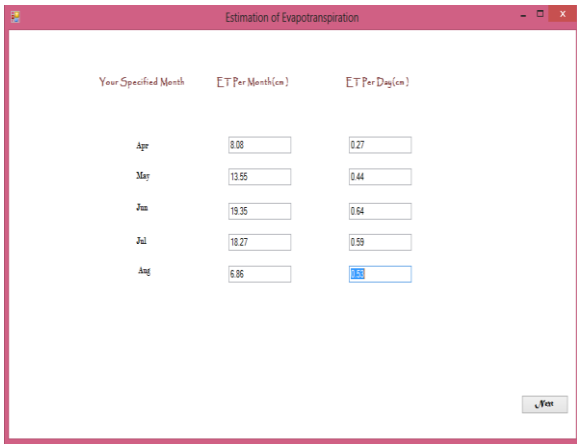 Estimation of Evapotranspiration
Your Specified Month ET Per Month(cm) ET Per Day(cm)
Apr 8.08 0.27
May 13.55 0.44
Jun 19.35 0.64
Jul 18.27 0.59
Aug 6.86 0.53
Next